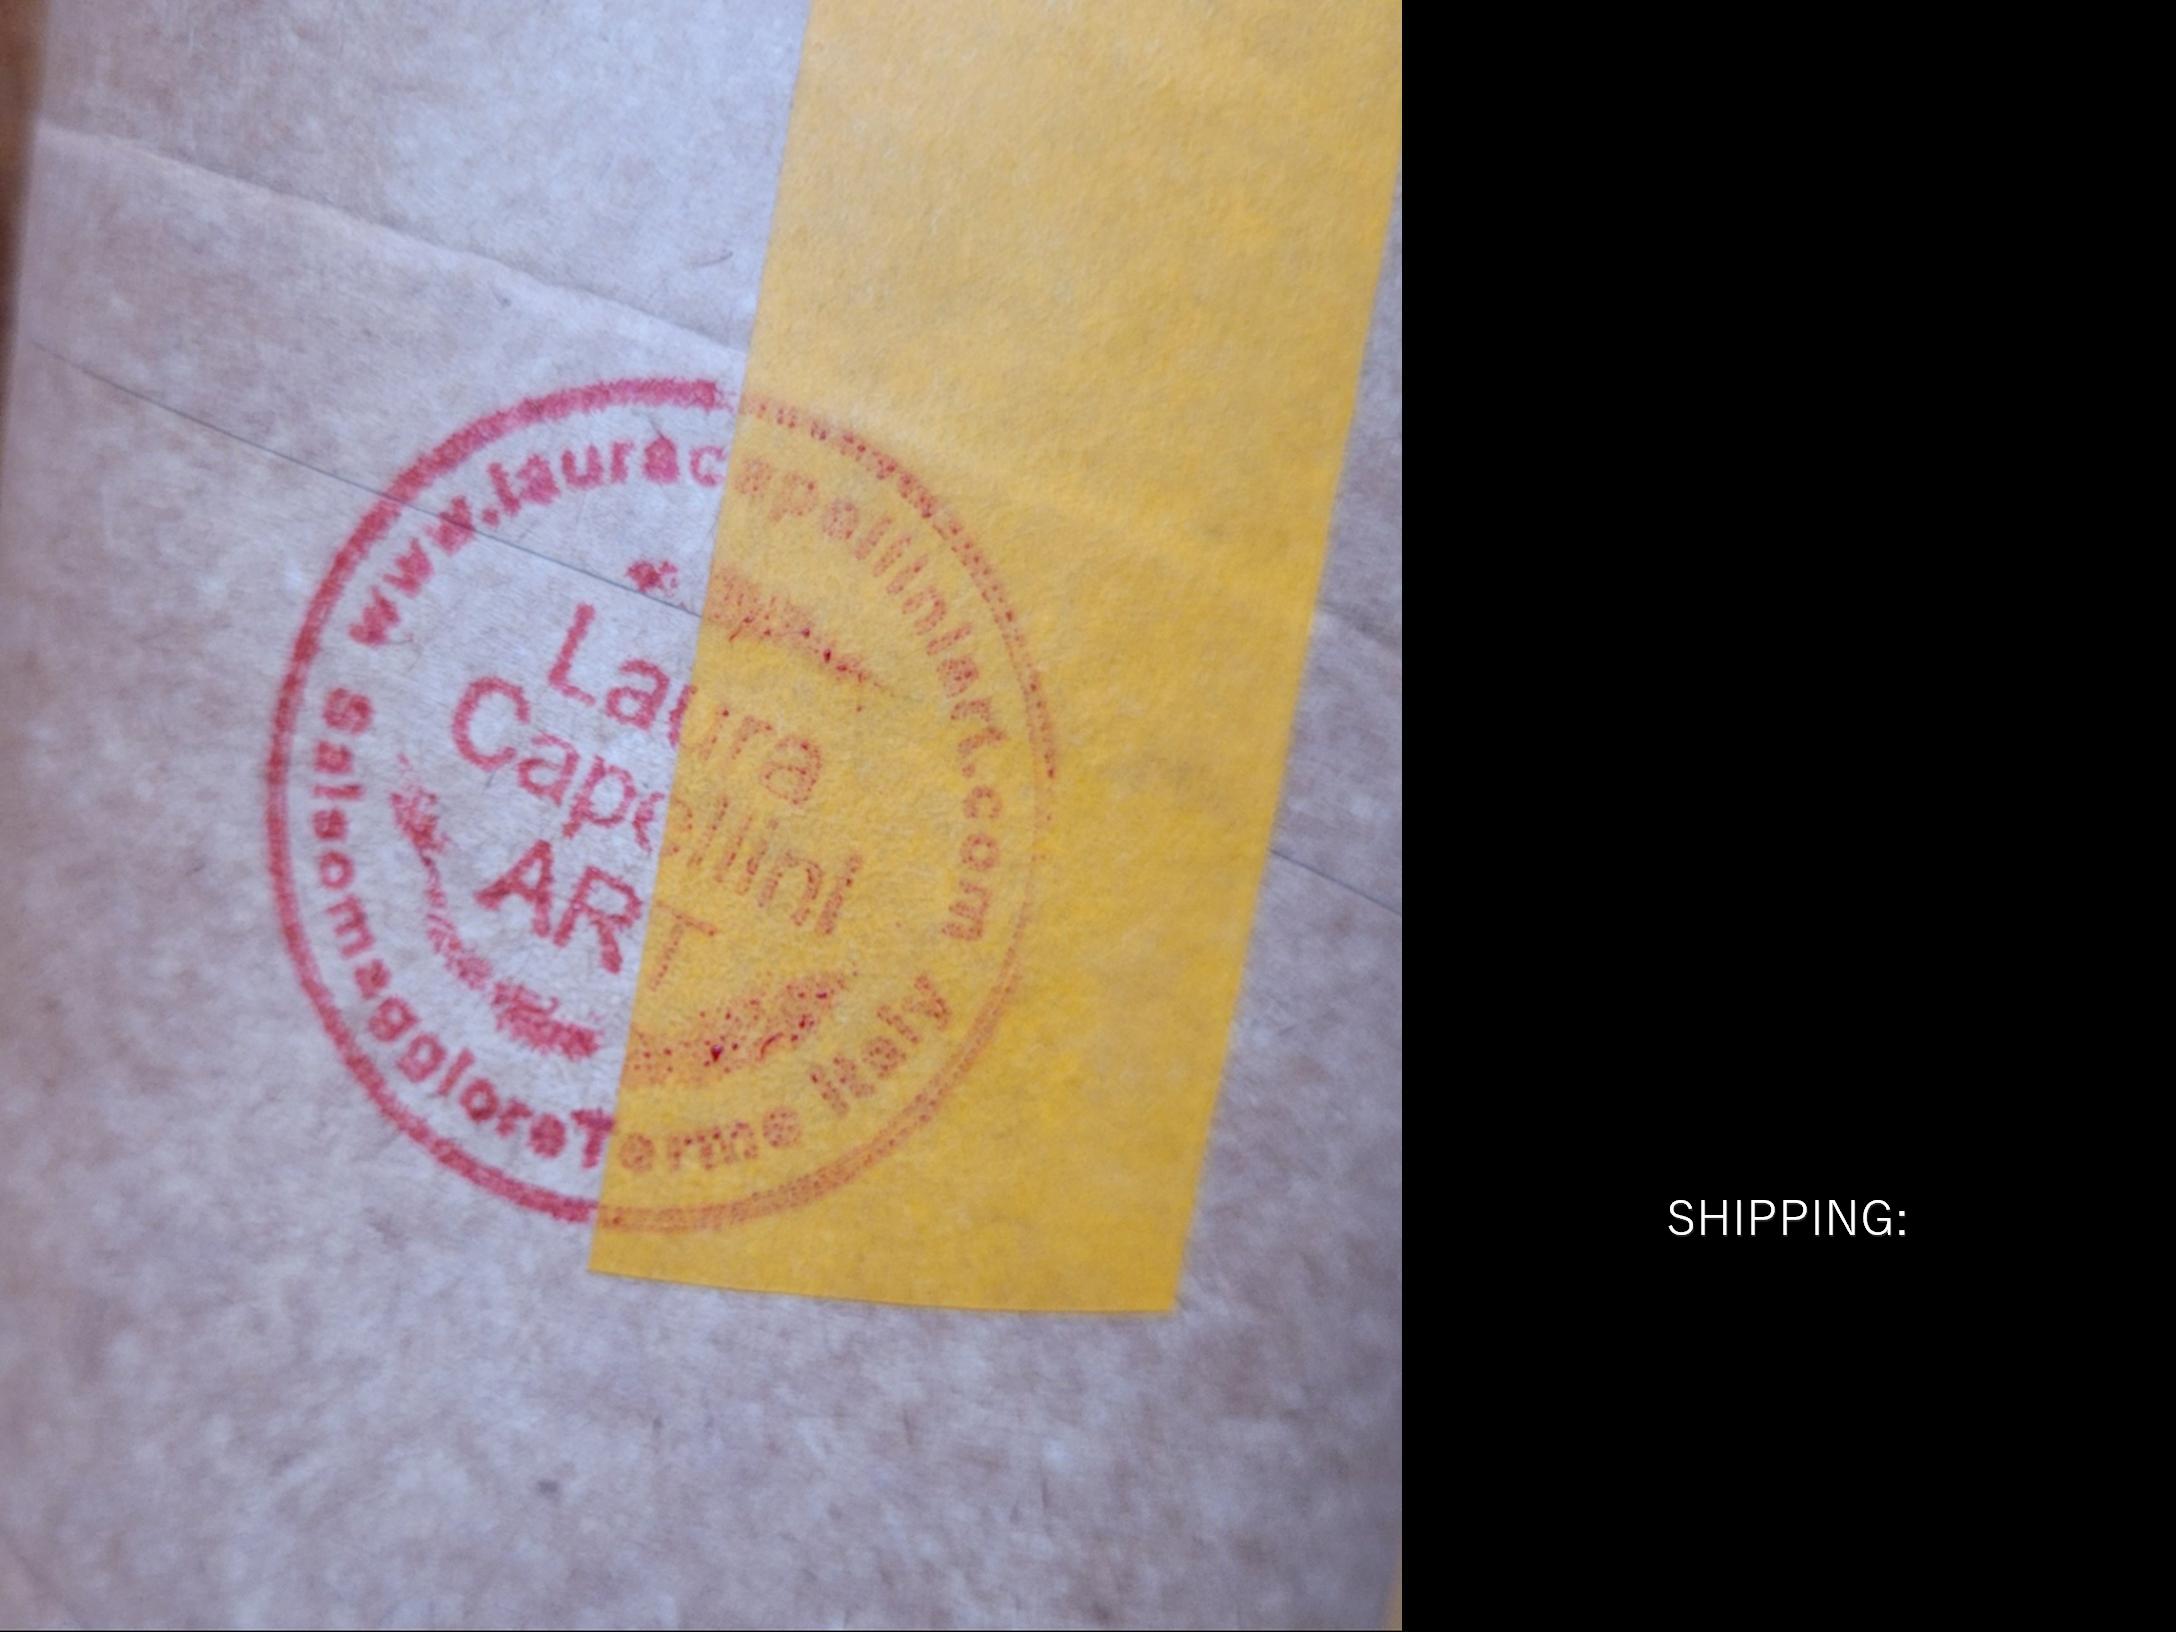 www.lauracapelliniart.com
Laura
Capellini
ART
SalsomaggioreTerme Italy
SHIPPING: